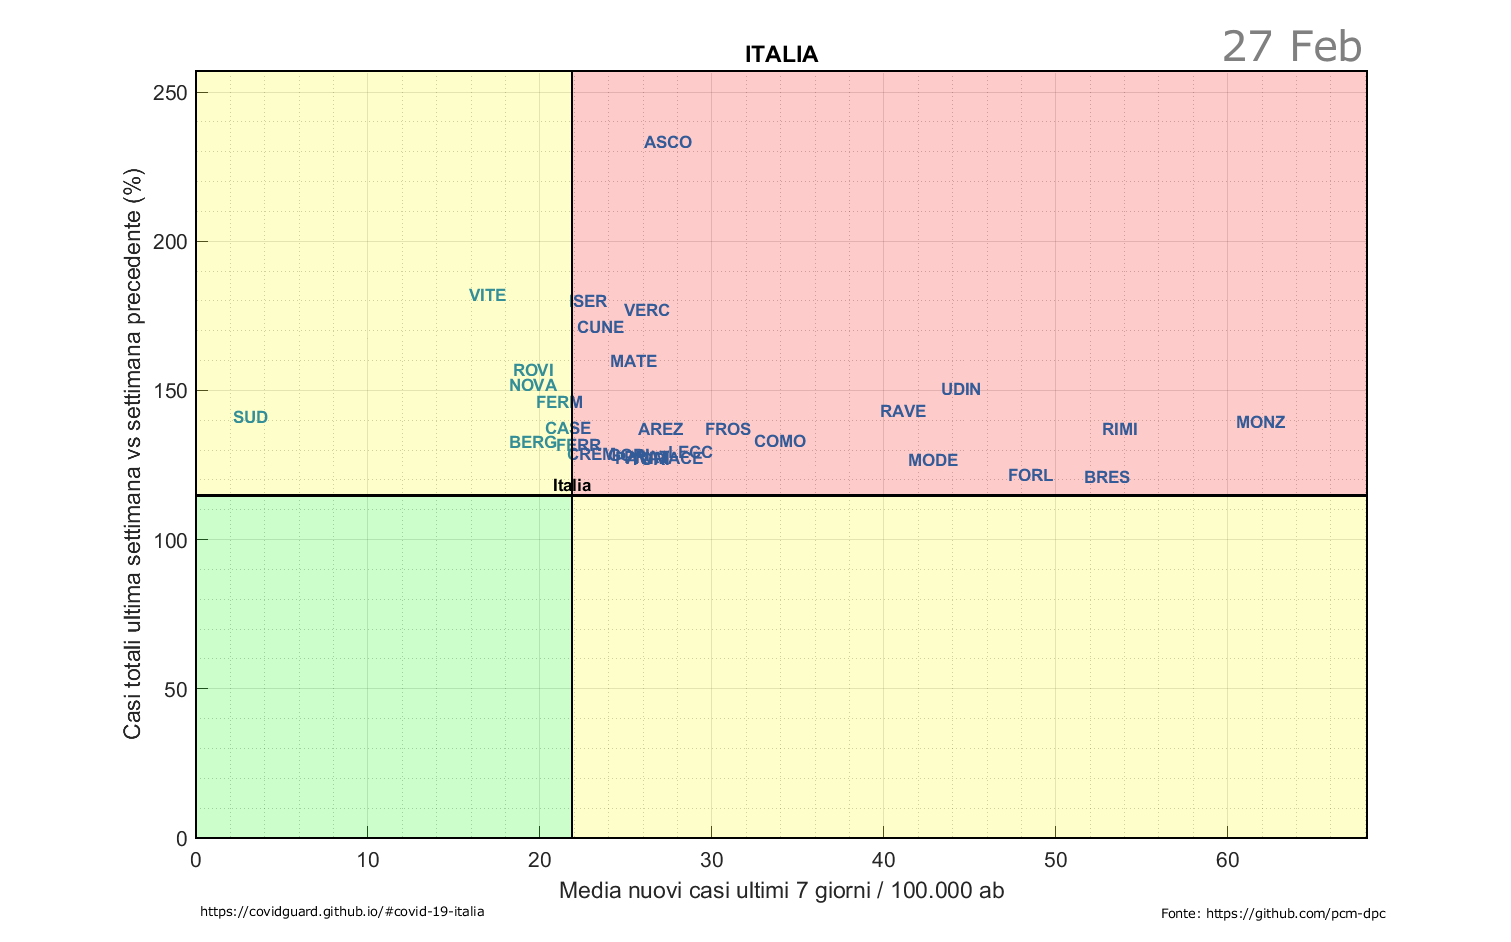 27 Feb
ITALIA
Casi totali ultima settimana vs settimana precedente (%)
250
200
150
100
50
0
ASCO
VITE
ISER
VERC
CUNE
MATE
ROVI
NOVA
UDIN
FERM
RAVE
SUD
MONZ
CASE
AREZ
FROS
RIMI
BERG
FERR
COMO
LECC
MODE
FORL
BRES
Italia
0 10 20 30 40 50 60
Media nuovi casi ultimi 7 giorni / 100.000 ab
https://covidguard.github.io/#covid-19-italia
Fonte: https://github.com/pcm-dpc